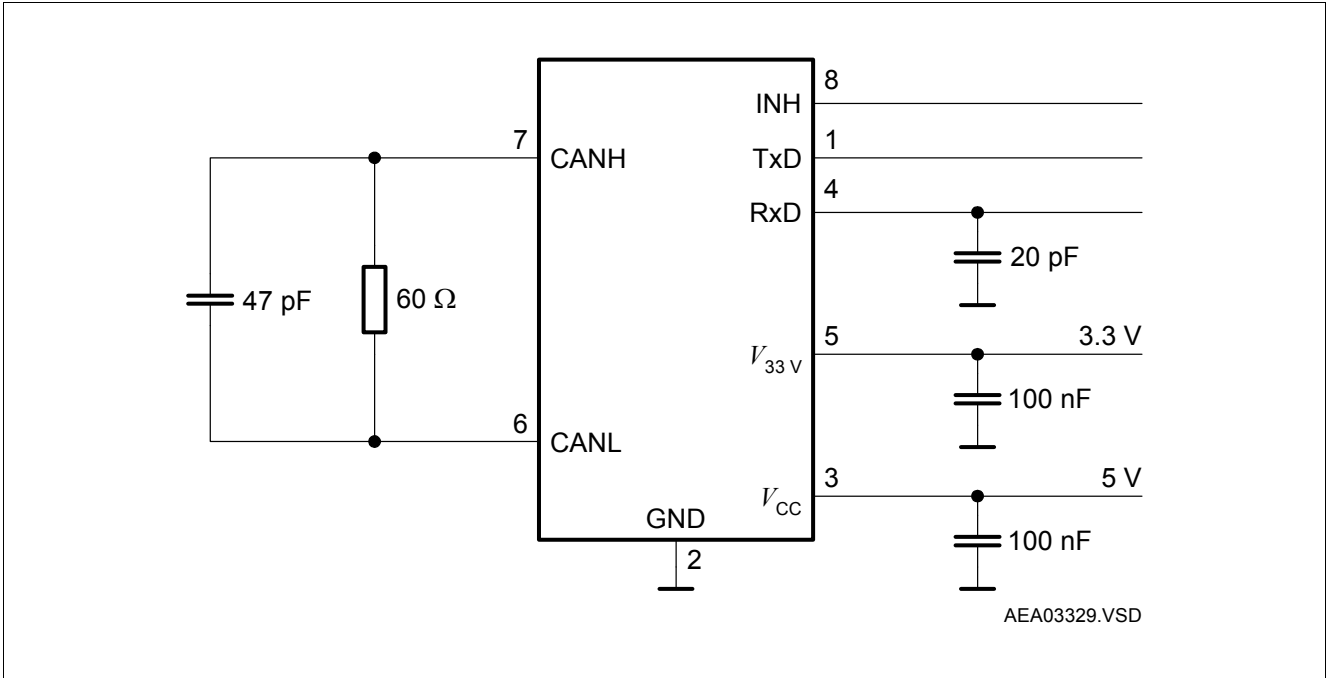 8
INH
7
1
CANH
TxD
4
RxD
20 pF
47 pF
60 Ω
5
3.3 V
V33 V
100 nF
6
CANL
3
5 V
VCC
GND
100 nF
2
AEA03329.VSD